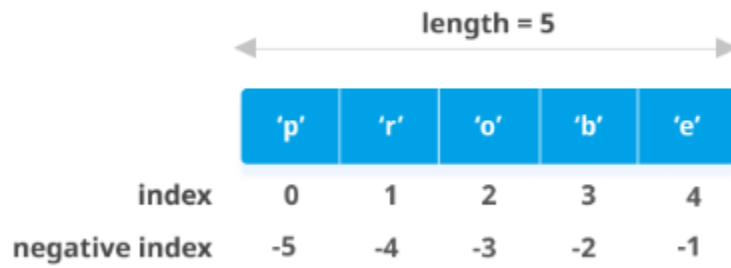 length = 5
‘p’ ‘r’ ‘o’ ‘b’ ‘e’
index 0 1 2 3 4
negative index -5 -4 -3 -2 -1